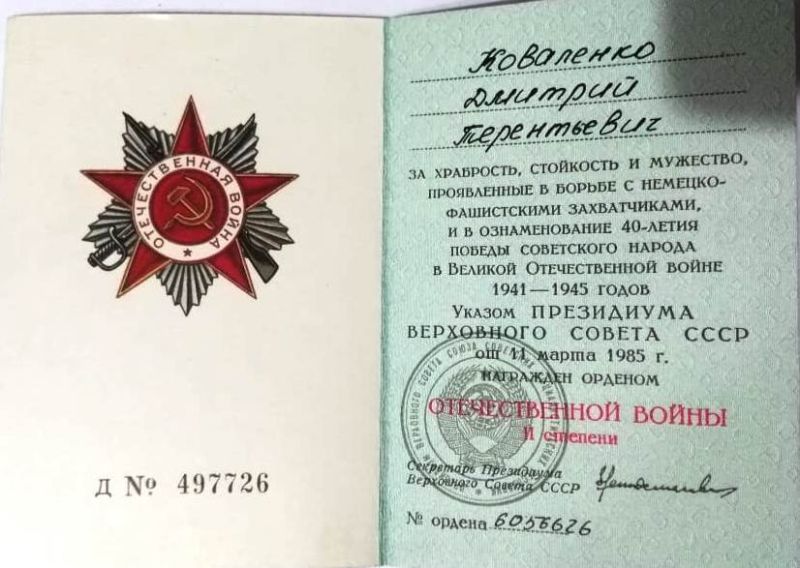 ОТЕЧЕСТВЕННАЯ ВОЙНА
Д № 497726
Коваленко
Дмитрий
Терентьевич
ЗА ХРАБРОСТЬ, СТОЙКОСТЬ И МУЖЕСТВО,
ПРОЯВЛЕННЫЕ В БОРЬБЕ С НЕМЕЦКО-
ФАШИСТСКИМИ ЗАХВАТЧИКАМИ,
И В ОЗНАМЕНОВАНИЕ 40-ЛЕТИЯ
ПОБЕДЫ СОВЕТСКОГО НАРОДА
В ВЕЛИКОЙ ОТЕЧЕСТВЕННОЙ ВОЙНЕ
1941—1945 ГОДОВ
УКАЗОМ ПРЕЗИДИУМА
ВЕРХОВНОГО СОВЕТА СССР
от 11 марта 1985 г.
НАГРАЖДЕН ОРДЕНОМ
ОТЕЧЕСТВЕННОЙ ВОЙНЫ
II степени
Секретарь Президиума
Верховного Совета СССР
№ ордена 6056626